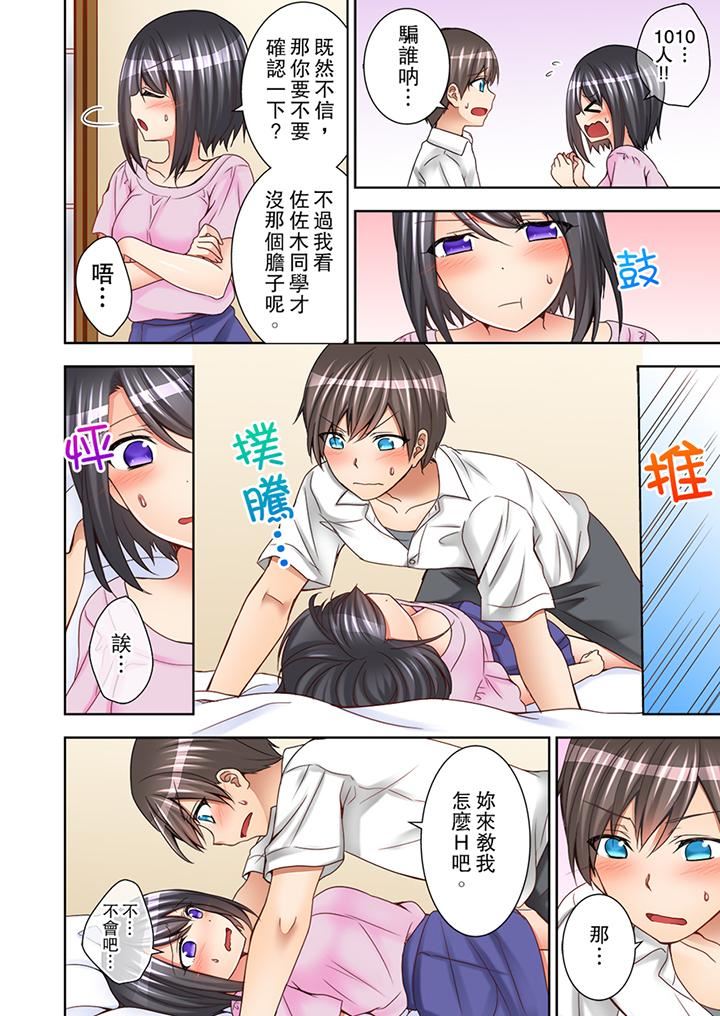 1010…
人!!
騙誰吶…
鼓
既然不信，
那你要不要
確認一下？
不過我看
佐佐木同學才
沒那個膽子呢。
唔…
推
撲騰…
怦
誒…
那…
妳來教我
怎麼H吧。
不…
不會吧…